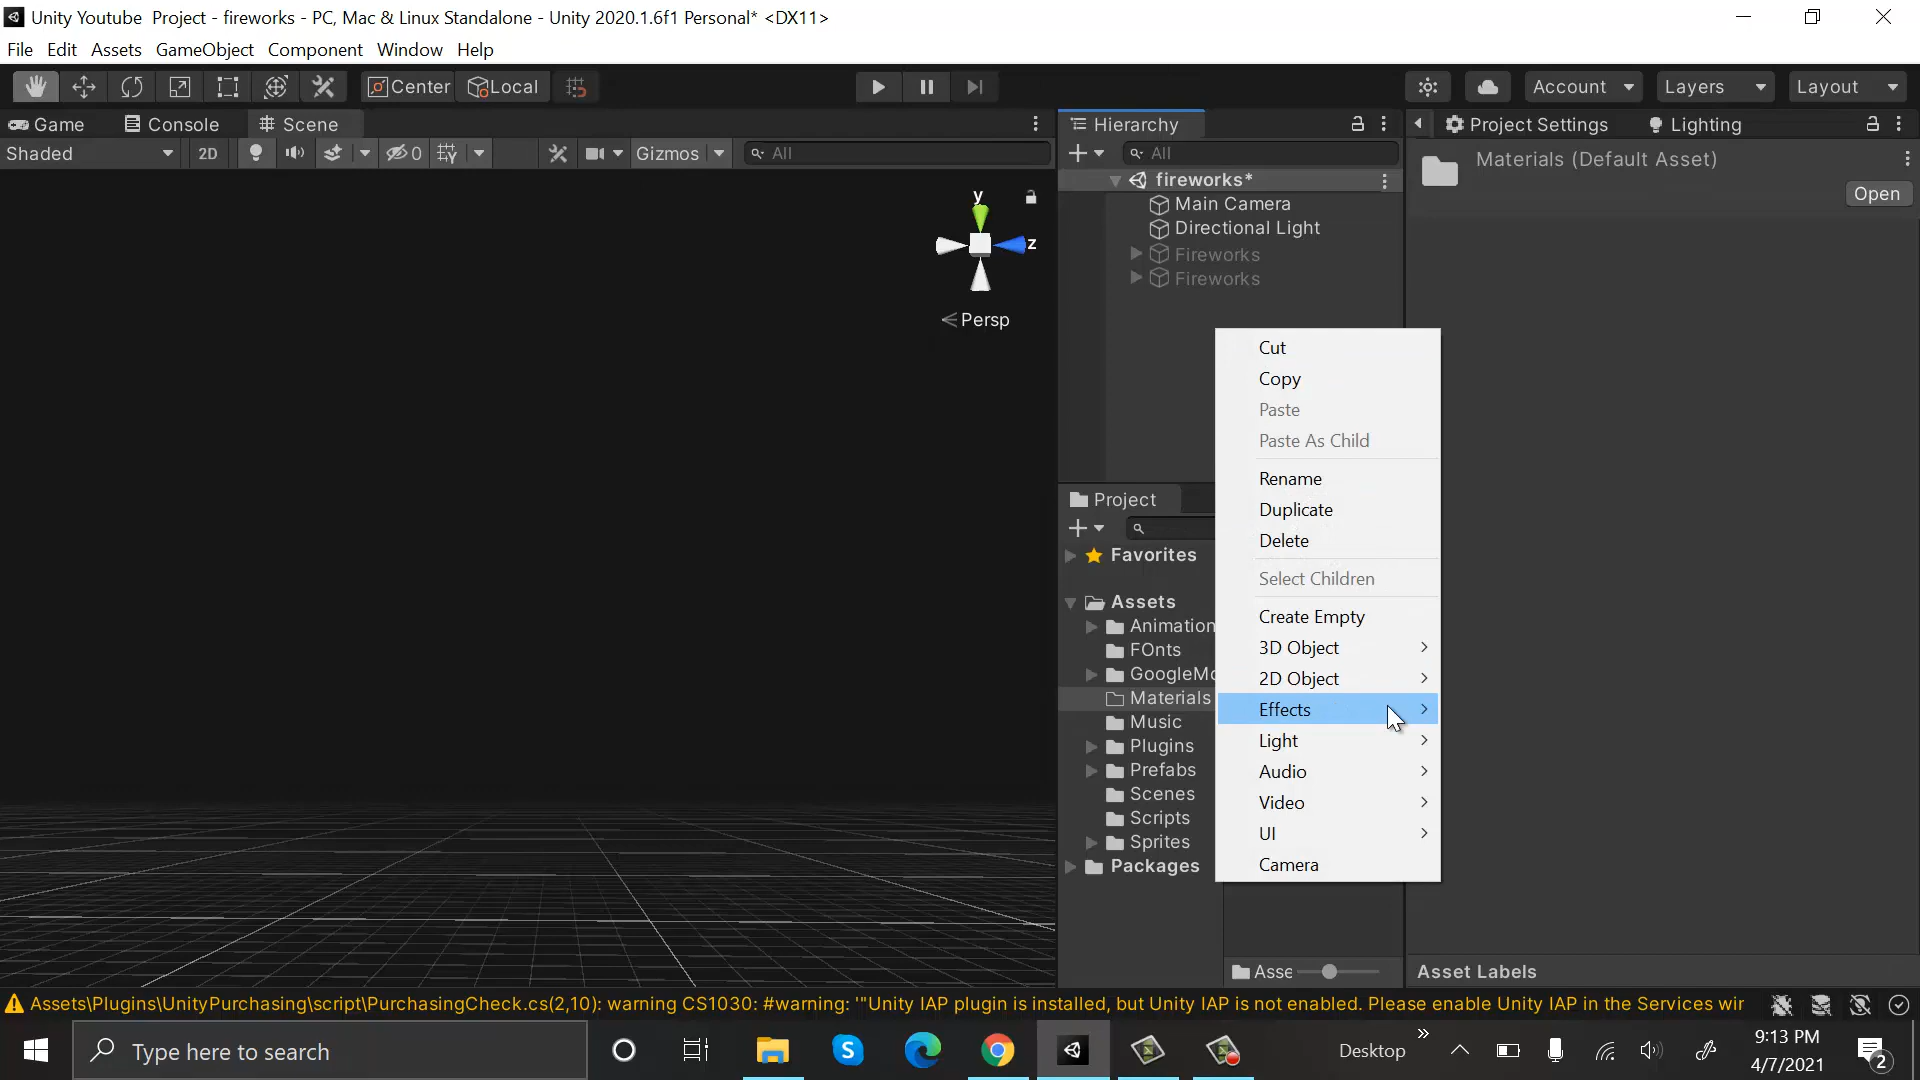 Unity Youtube  Project - fireworks - PC, Mac & Linux Standalone - Unity 2020.1.6f1 Personal* <DX11>
File Edit Assets GameObject Component Window Help
Center Local Account Layers Layout
Game Console Scene Hierarchy Project Settings Lighting
Shaded 2D 0 Gizmos All All
Materials (Default Asset)
Open
fireworks*
Main Camera
Directional Light
Fireworks
Fireworks
y
z
Persp
Cut
Copy
Paste
Paste As Child
Rename
Duplicate
Delete
Select Children
Create Empty
3D Object
2D Object
Effects
Light
Audio
Video
UI
Camera
Project
Favorites
Assets
Animation
FOnts
GoogleMo
Materials
Music
Plugins
Prefabs
Scenes
Scripts
Sprites
Packages
Asse
Asset Labels
Assets\Plugins\UnityPurchasing\script\PurchasingCheck.cs(2,10): warning CS1030: #warning: '"Unity IAP plugin is installed, but Unity IAP is not enabled. Please enable Unity IAP in the Services wir
Type here to search
Desktop
9:13 PM
4/7/2021
2